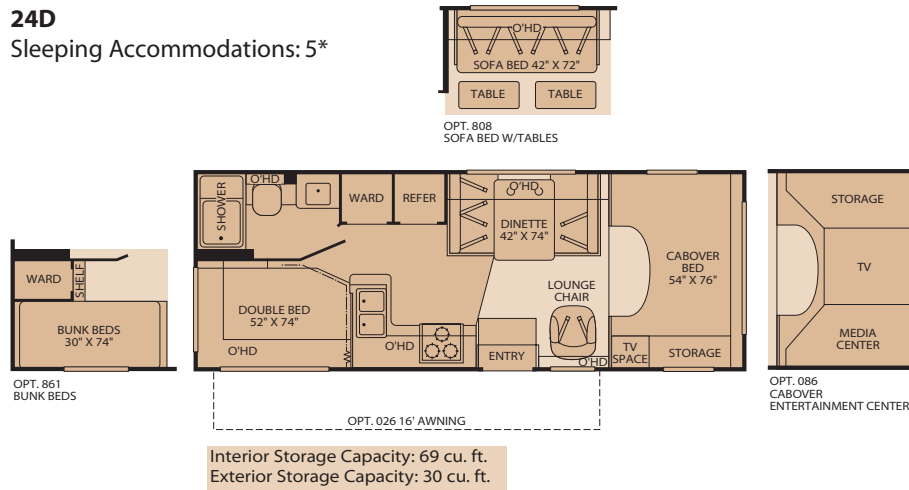 24D
Sleeping Accommodations: 5*
O'HD
SOFA BED 42" X 72"
TABLE
TABLE
OPT. 808
SOFA BED W/TABLES
SHOWER
O'HD
WARD
REFER
O'HD
DINETTE
42" X 74"
CABOVER
BED
54" X 76"
LOUNGE
CHAIR
DOUBLE BED
52" X 74"
O'HD
O'HD
ENTRY
O'HD
TV
SPACE
STORAGE
WARD
SHELF
BUNK BEDS
30" X 74"
OPT. 861
BUNK BEDS
STORAGE
TV
MEDIA
CENTER
OPT. 086
CABOVER
ENTERTAINMENT CENTER
OPT. 026 16' AWNING
Interior Storage Capacity: 69 cu. ft.
Exterior Storage Capacity: 30 cu. ft.